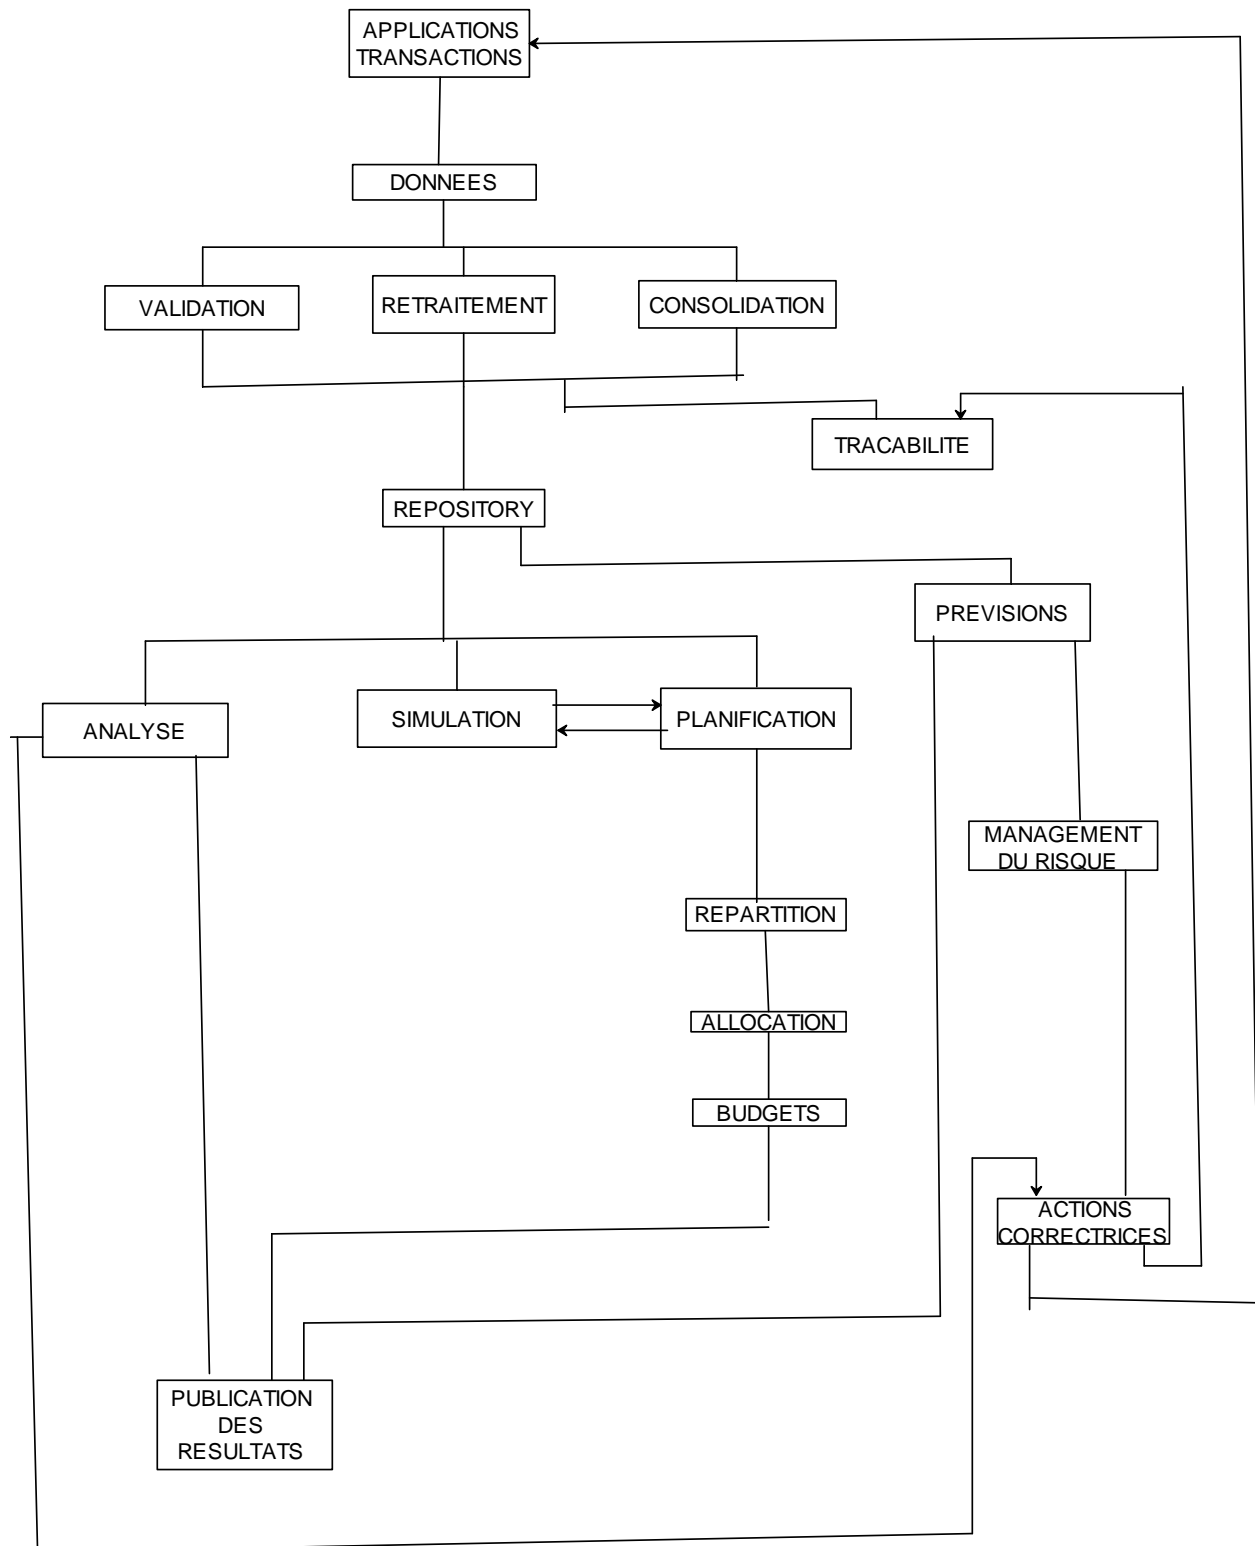 APPLICATIONS
TRANSACTIONS
DONNEES
VALIDATION
RETRAITEMENT
CONSOLIDATION
TRACABILITE
REPOSITORY
PREVISIONS
ANALYSE
SIMULATION
PLANIFICATION
MANAGEMENT
DU RISQUE
REPARTITION
ALLOCATION
BUDGETS
ACTIONS
CORRECTRICES
PUBLICATION
DES
RESULTATS